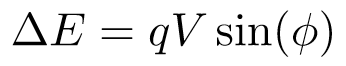 ΔE = qV sin(ϕ)